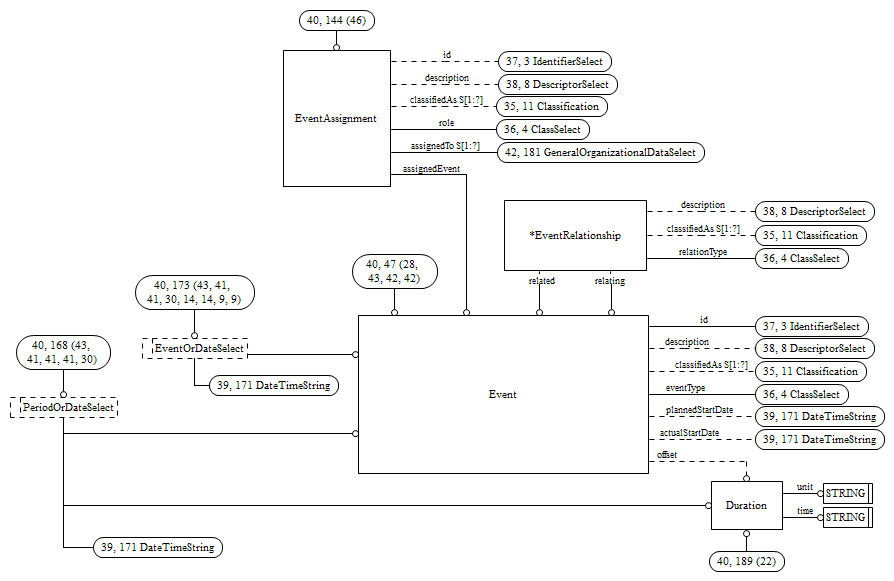 40, 144 (46)
id
37, 3 IdentifierSelect
description
38, 8 DescriptorSelect
classifiedAs S[1:?]
35, 11 Classification
EventAssignment
role
36, 4 ClassSelect
assignedTo S[1:?]
42, 181 GeneralOrganizationalDataSelect
assignedEvent
description
38, 8 DescriptorSelect
classifiedAs S[1:?]
35, 11 Classification
*EventRelationship
relationType
36, 4 ClassSelect
related
relating
40, 47 (28,
43, 42, 42)
40, 173 (43, 41,
41, 30, 14, 14, 9, 9)
EventOrDateSelect
39, 171 DateTimeString
40, 168 (43,
41, 41, 41, 30)
PeriodOrDateSelect
Event
id
37, 3 IdentifierSelect
description
38, 8 DescriptorSelect
classifiedAs S[1:?]
35, 11 Classification
eventType
36, 4 ClassSelect
plannedStartDate
39, 171 DateTimeString
actualStartDate
39, 171 DateTimeString
offset
Duration
unit
STRING
time
STRING
39, 171 DateTimeString
40, 189 (22)